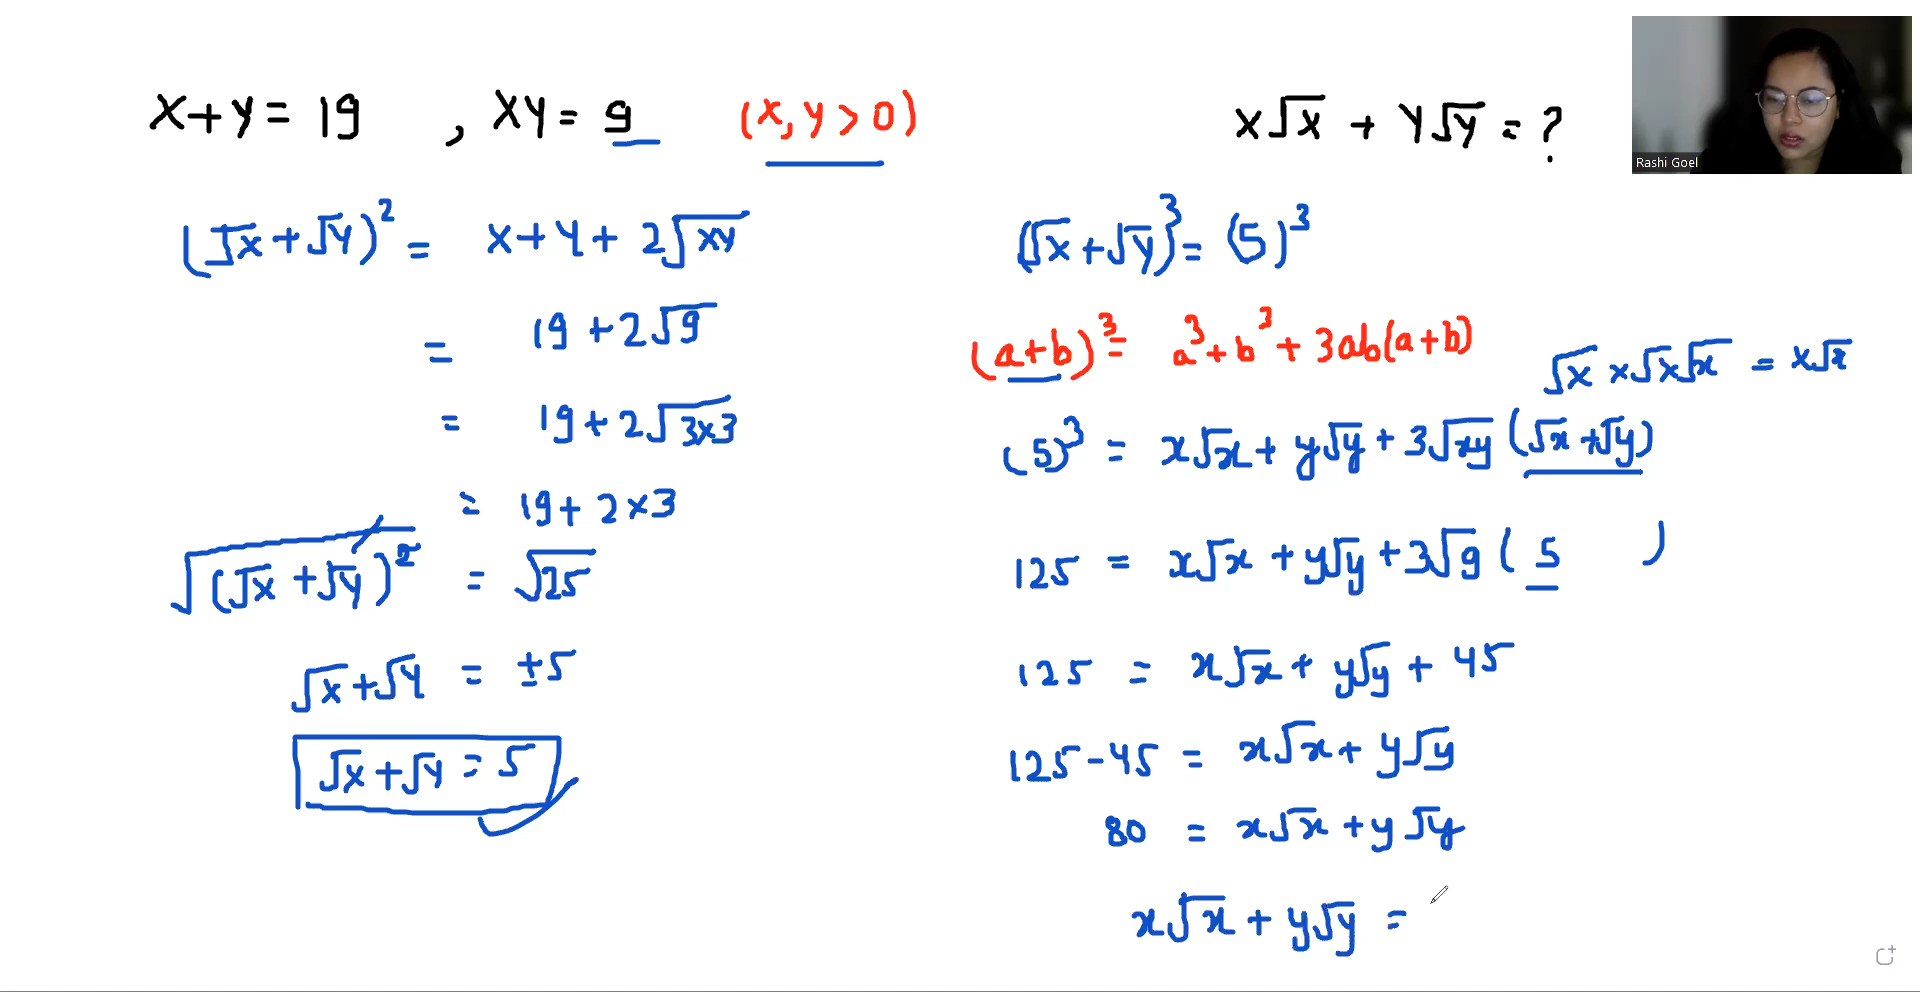 x+y= 19 , xy= 9 (x, y > 0) x√x + y√y = ?
Rashi Goel
(√x + √y)² = x+y+ 2√xy
= 19 +2√9
= 19+2√3×3
= 19+ 2×3
√(√x + √y)² = √25
√x+√y = ±5
√x+√y = 5
(√x+√y)³ = (5)³
(a+b)³ = a³+b³+ 3ab(a+b)
√x ×√x√x = x√x
(5)³ = x√x+ y√y+3√xy (√x +√y)
125 = x√x + y√y +3√9 ( 5 )
125 = x√x+ y√y + 45
125-45 = x√x+ y√y
80 = x√x +y√y
x√x + y√y =